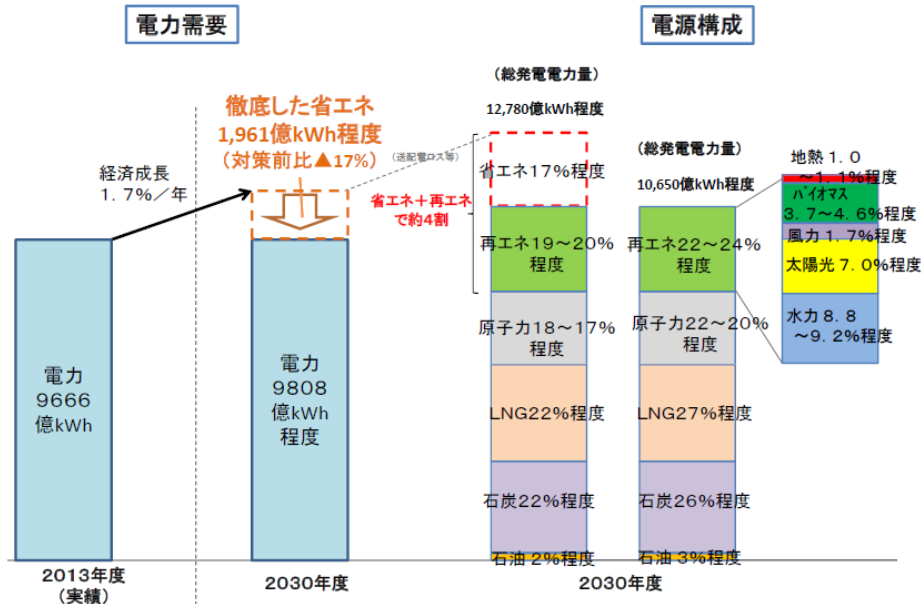 電力需要
電源構成
徹底した省エネ
1,961億kWh程度
（対策前比▲17%）
経済成長
1．7%／年
電力
9666
億kWh
電力
9808
億kWh
程度
（送配電ロス等）
省エネ＋再エネ
で約4割
（総発電電力量）
12,780億kWh程度
省エネ17%程度
再エネ19～20%
程度
原子力18～17%
程度
LNG22%程度
石炭22%程度
石油 2%程度
（総発電電力量）
10,650億kWh程度
再エネ22～24%
程度
原子力22～20%
程度
LNG27%程度
石炭26%程度
石油 3%程度
地熱 1．0
～1．1%程度
バイオマス
3．7～4．6%程度
風力 1．7%程度
太陽光 7．0%程度
水力 8．8
～9．2%程度
2013年度
（実績）
2030年度
2030年度